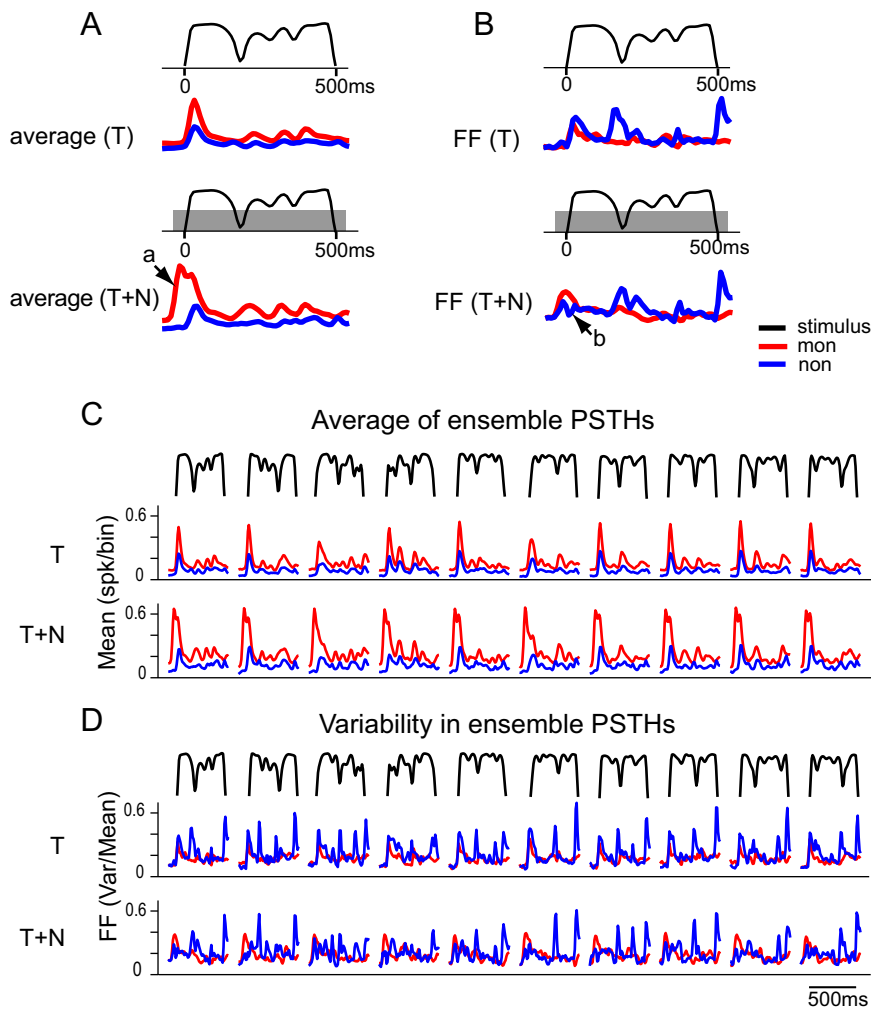 A
B
0
500ms
0
500ms
average (T)
FF (T)
0
500ms
0
500ms
a
average (T+N)
FF (T+N)
b
stimulus
mon
non
C
Average of ensemble PSTHs
Mean (spk/bin)
T
0.6
0
T+N
0.6
0
D
Variability in ensemble PSTHs
FF (Var/Mean)
T
0.6
0
T+N
0.6
0
500ms